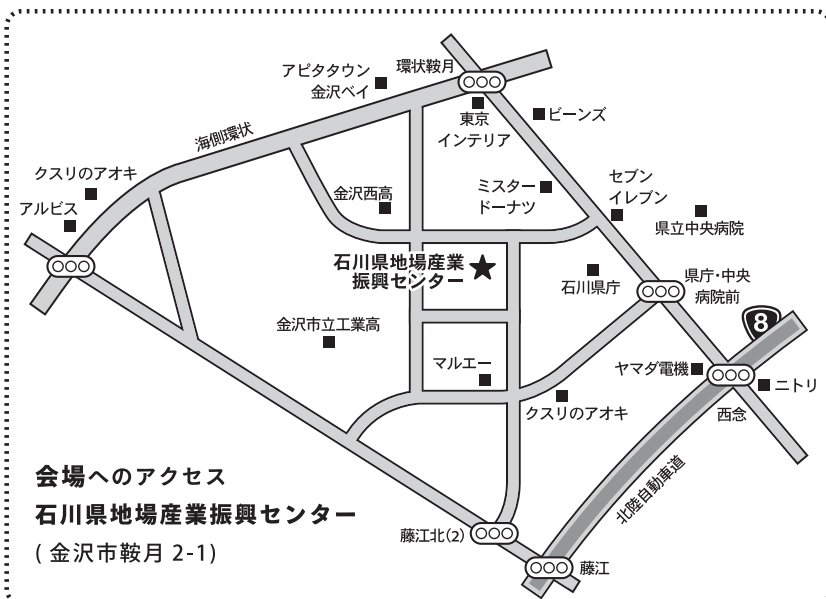 アピタタウン
金沢ベイ
環状鞍月
東京
インテリア
ビーンズ
海側環状
クスリのアオキ
アルビス
金沢西高
ミスター
ドーナツ
セブン
イレブン
県立中央病院
石川県地場産業
振興センター
石川県庁
県庁・中央
病院前
8
金沢市立工業高
マルエー
ヤマダ電機
ニトリ
クスリのアオキ
西念
北陸自動車道
会場へのアクセス
石川県地場産業振興センター
(金沢市鞍月 2-1)
藤江北(2)
藤江